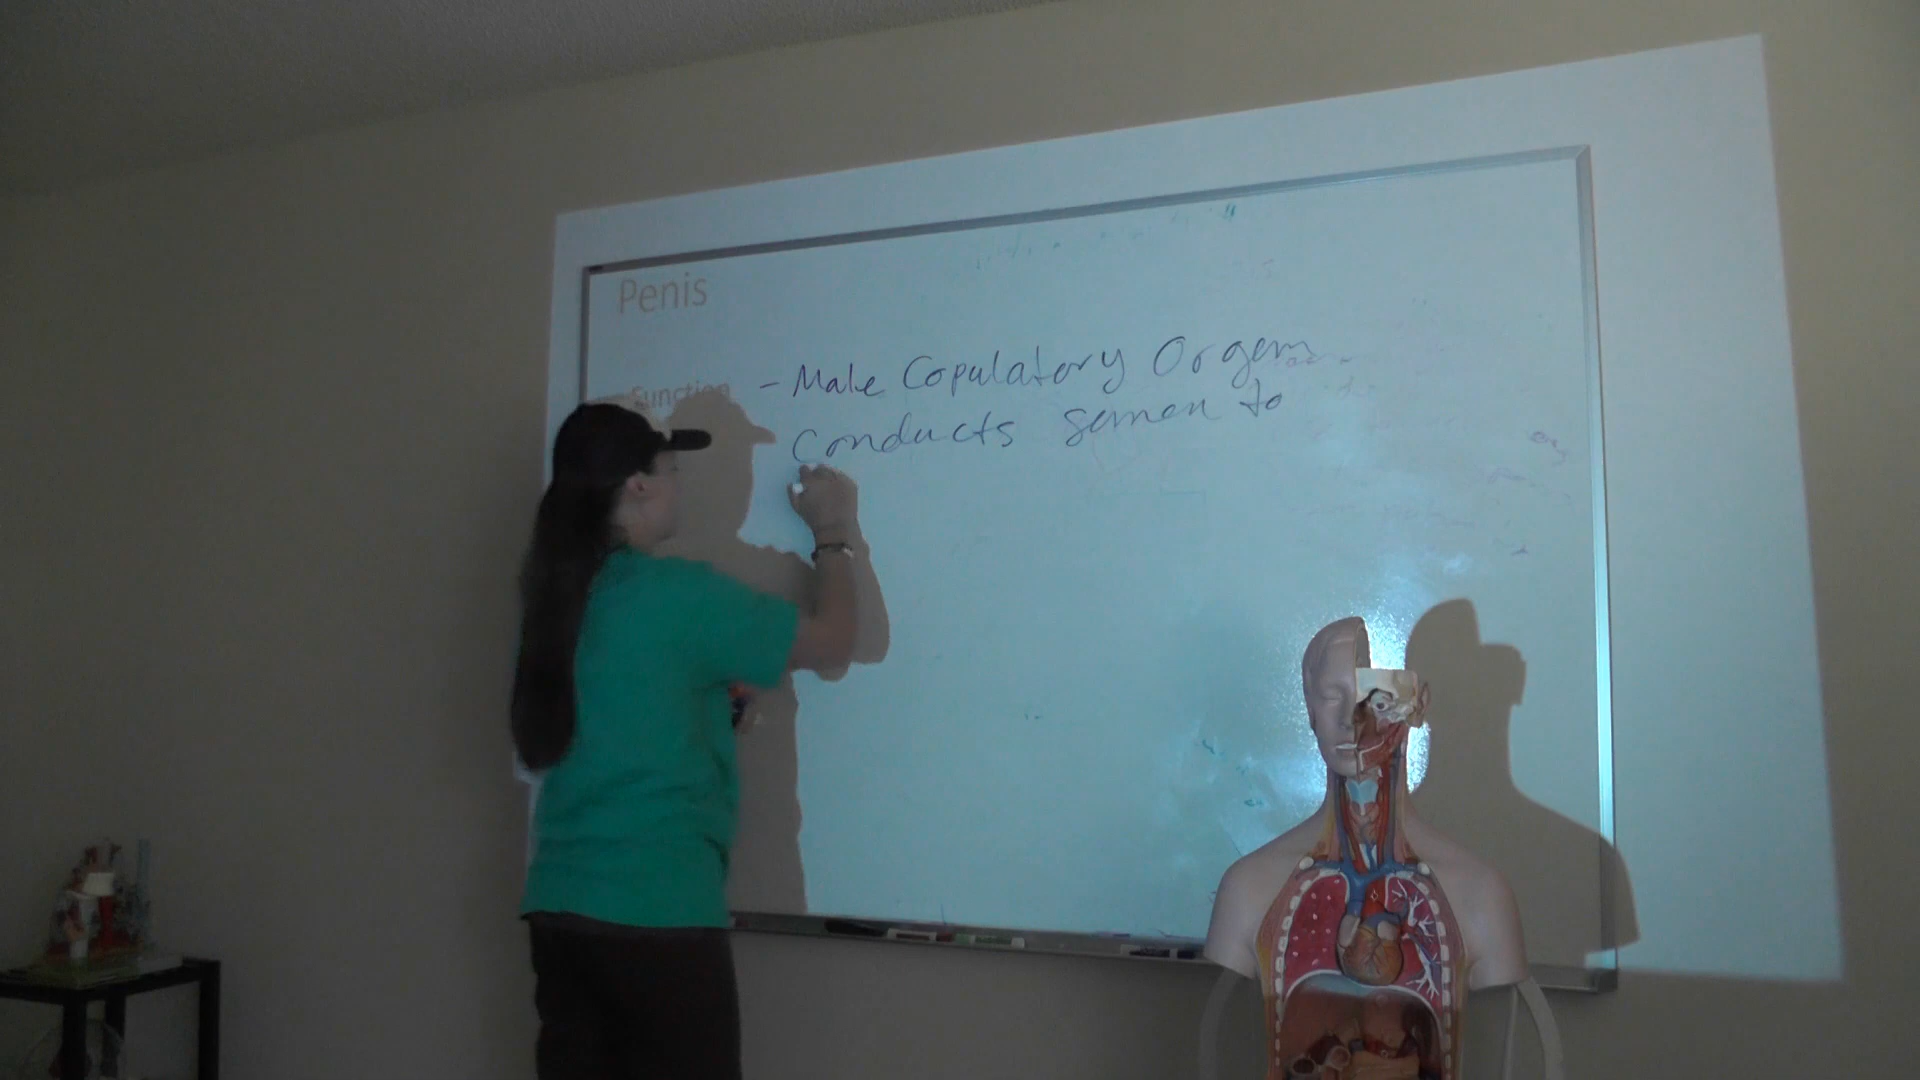 Penis
Function
- Male Copulatory Organ
Conducts semen to